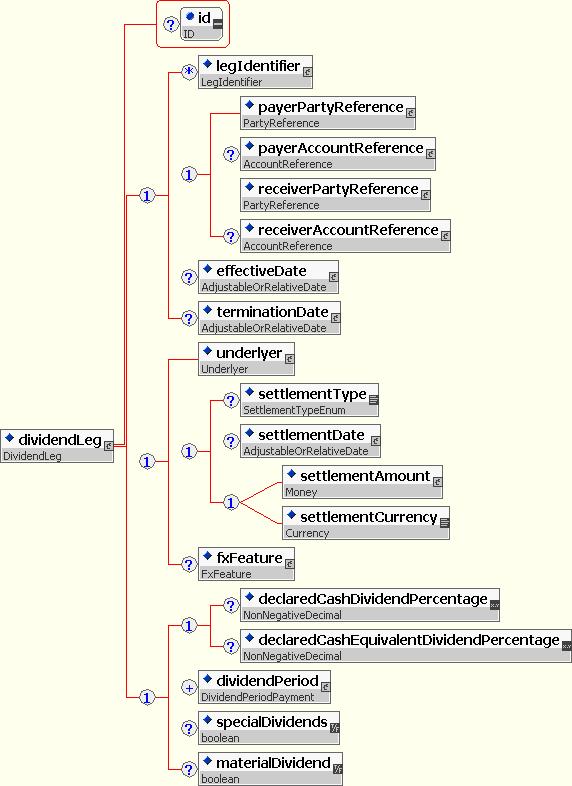 ? id
ID
* legIdentifier
LegIdentifier
payerPartyReference
PartyReference
? payerAccountReference
AccountReference
1
1
receiverPartyReference
PartyReference
? receiverAccountReference
AccountReference
? effectiveDate
AdjustableOrRelativeDate
? terminationDate
AdjustableOrRelativeDate
underlyer
Underlyer
? settlementType
SettlementTypeEnum
dividendLeg
DividendLeg
? settlementDate
AdjustableOrRelativeDate
1
1
settlementAmount
Money
1
settlementCurrency
Currency
? fxFeature
FxFeature
? declaredCashDividendPercentage
NonNegativeDecimal
1
? declaredCashEquivalentDividendPercentage
NonNegativeDecimal
1
+ dividendPeriod
DividendPeriodPayment
? specialDividends
boolean
? materialDividend
boolean